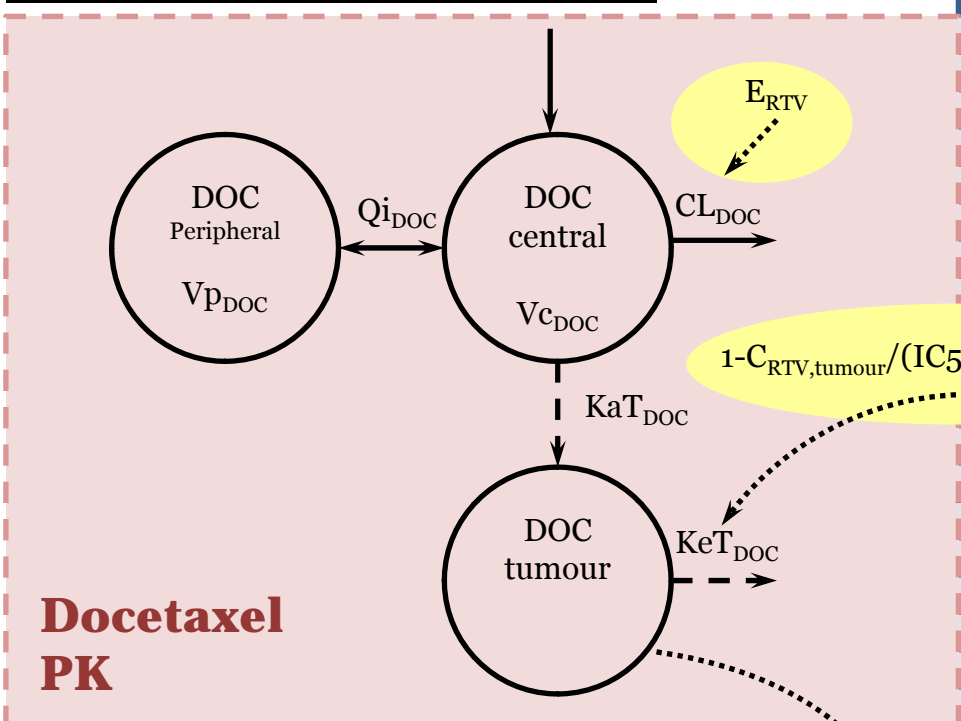 E_RTV
DOC
Peripheral
Vp_DOC
Qi_DOC
DOC
central
Vc_DOC
CL_DOC
1-C_RTV,tumour/(IC5
KaT_DOC
DOC
tumour
KeT_DOC
Docetaxel
PK